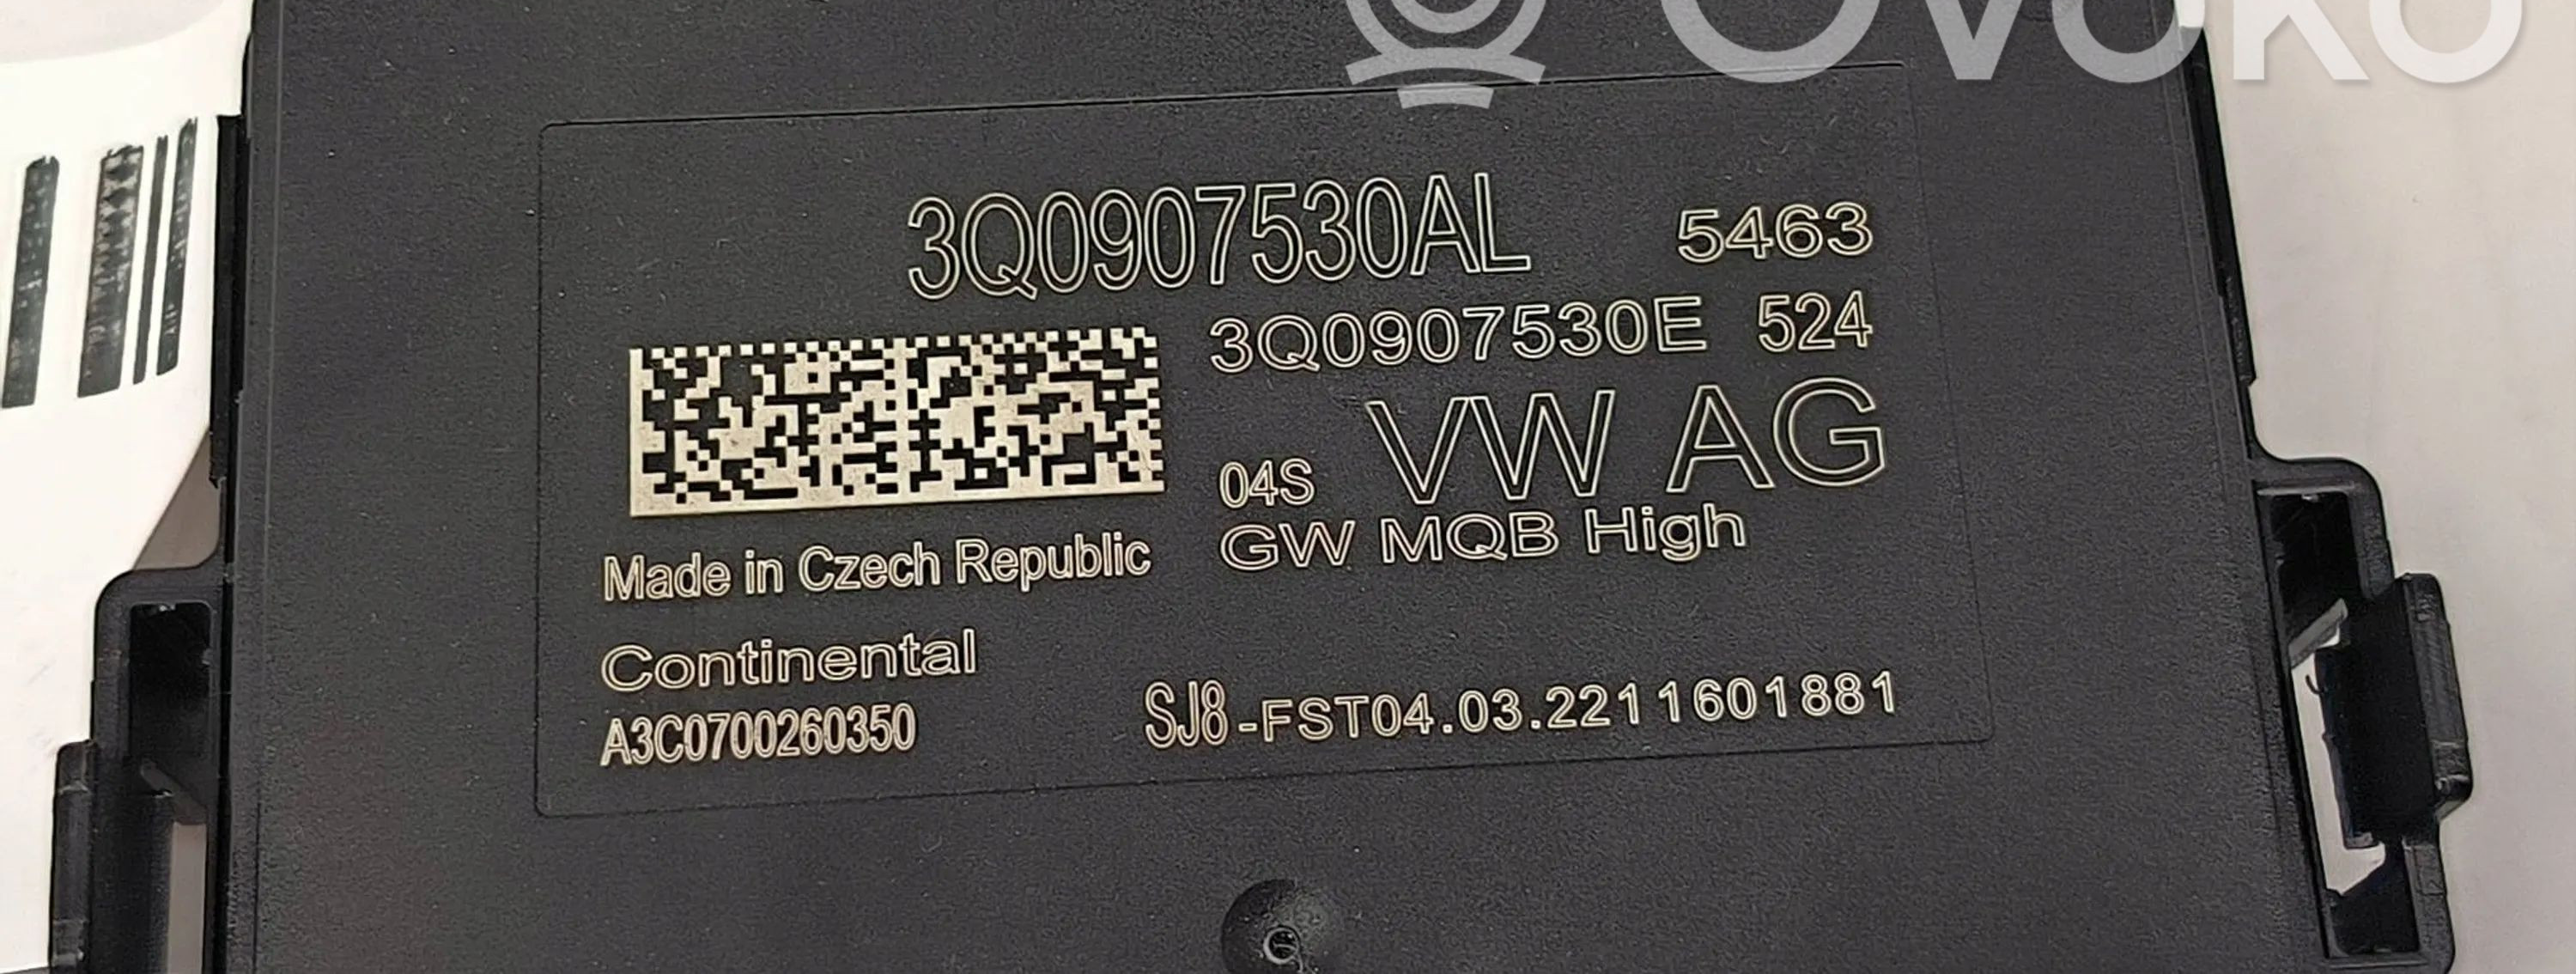 OVOKO
3Q0907530AL 5463
3Q0907530E 524
04S VW AG
GW MQB High
Made in Czech Republic
Continental
A3C0700260350 SJ8-FST04.03.2211601881